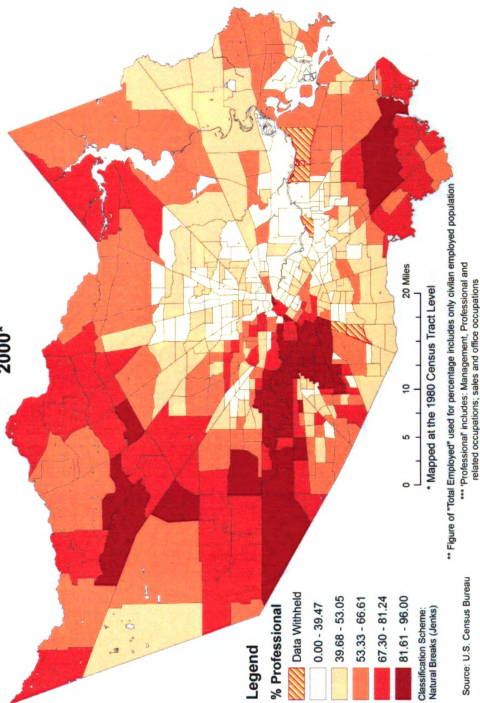 2000*
Legend
% Professional
Data Withheld
0.00 - 39.47
39.68 - 53.05
53.33 - 66.61
67.30 - 81.24
81.61 - 96.00
Classification Scheme:
Natural Breaks (Jenks)
Source: U.S. Census Bureau
0 5 10 20 Miles
* Mapped at the 1980 Census Tract Level
** Figure of "Total Employed" used for percentage includes only civilian employed population
*** "Professional" includes: Management, Professional and
related occupations; sales and office occupations